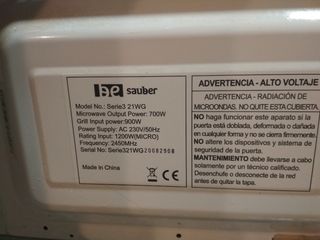 be sauber
Model No.: Serie3 21WG
Microwave Output Power: 700W
Grill Input power:900W
Power Supply: AC 230V/50Hz
Rating Input: 1200W(MICRO)
Frequency: 2450MHz
Serial No: Serie321WG20082908
Made in China
CE
ADVERTENCIA - ALTO VOLTAJE
ADVERTENCIA - RADIACIÓN DE
MICROONDAS. NO QUITE ESTA CUBIERTA.
NO haga funcionar este aparato si la
puerta está doblada, deformada o dañada
en cualquier forma y no se cierra firmemente.
NO altere los dispositivos y sistema
de seguridad de la puerta.
MANTENIMIENTO debe llevarse a cabo
solamente por un técnico calificado.
Desenchufe o desconecte de la red
antes de quitar la tapa.